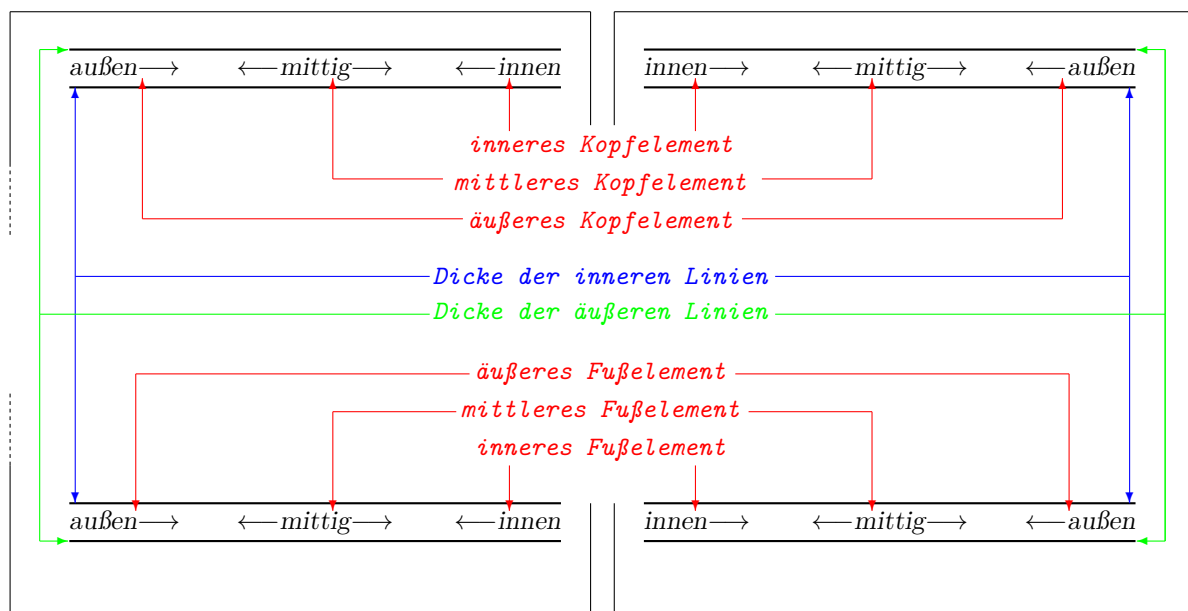 außen⟶ ⟵mittig⟶ ⟵innen innen⟶ ⟵mittig⟶ ⟵außen
inneres Kopfelement
mittleres Kopfelement
äußeres Kopfelement
Dicke der inneren Linien
Dicke der äußeren Linien
äußeres Fußelement
mittleres Fußelement
inneres Fußelement
außen⟶ ⟵mittig⟶ ⟵innen innen⟶ ⟵mittig⟶ ⟵außen